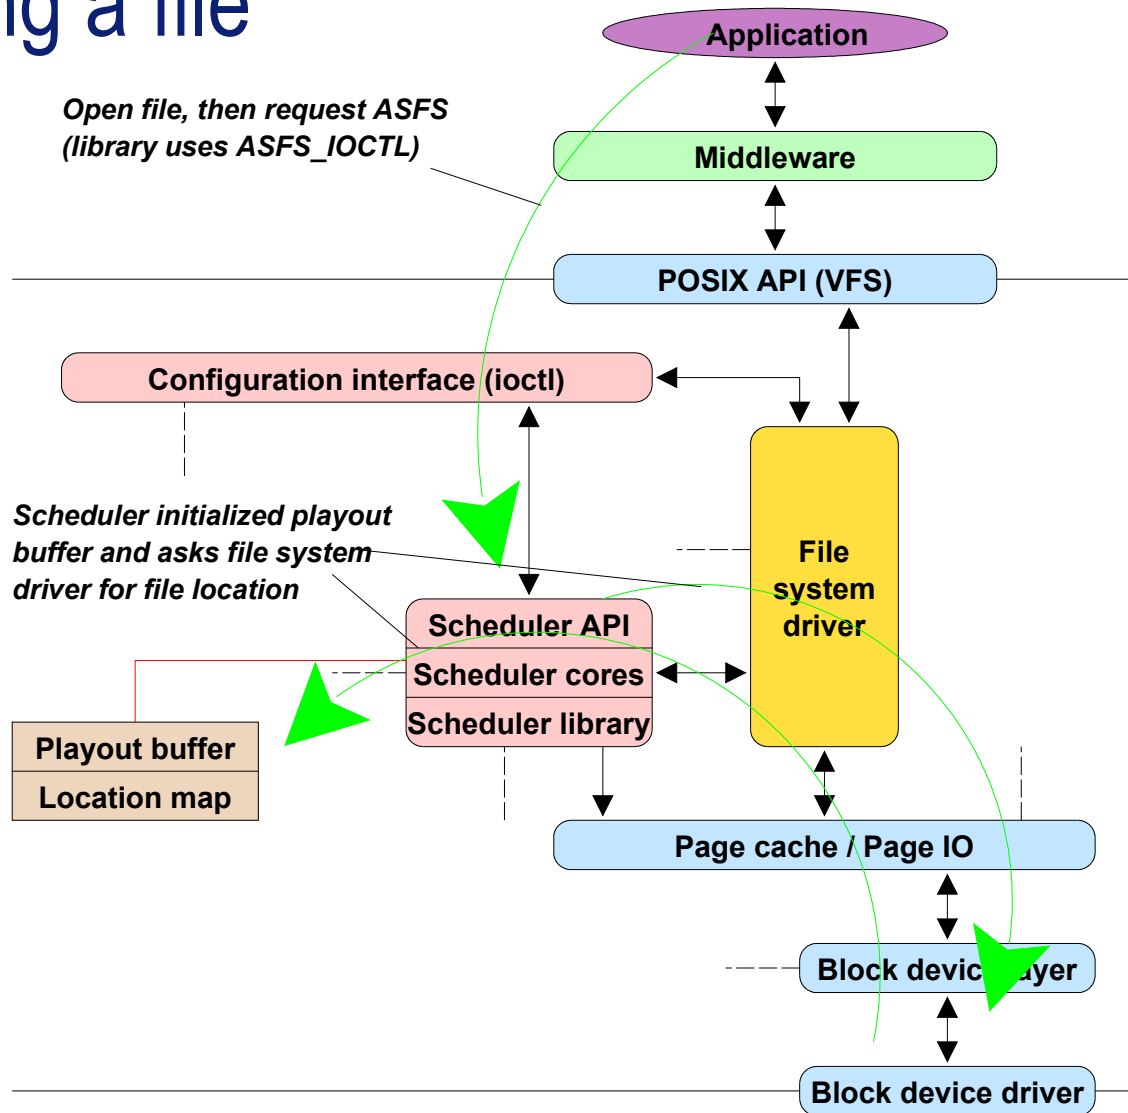 a file
Application
Open file, then request ASFS
(library uses ASFS_IOCTL)
Middleware
POSIX API (VFS)
Configuration interface (ioctl)
Scheduler initialized playout
buffer and asks file system
driver for file location
File
system
driver
Scheduler API
Scheduler cores
Scheduler library
Playout buffer
Location map
Page cache / Page IO
Block device layer
Block device driver